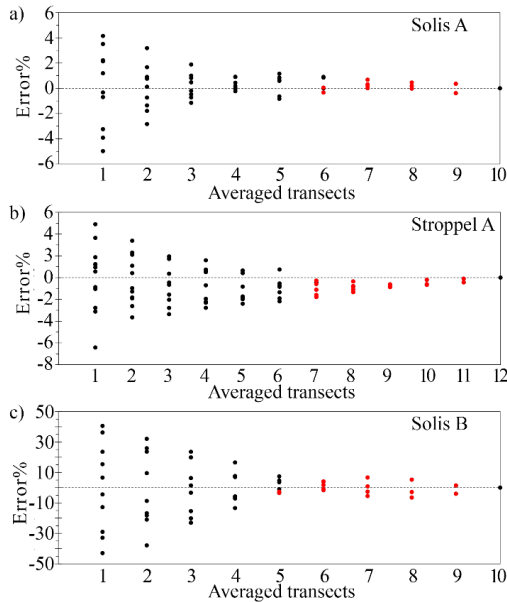 a)
Solis A
Error%
6
4
2
0
-2
-4
-6
1 2 3 4 5 6 7 8 9 10
Averaged transects
b)
Stroppel A
Error%
6
3
0
-2
-4
-6
-8
1 2 3 4 5 6 7 8 9 10 11 12
Averaged transects
c)
Solis B
Error%
50
30
10
-10
-30
-50
1 2 3 4 5 6 7 8 9 10
Averaged transects